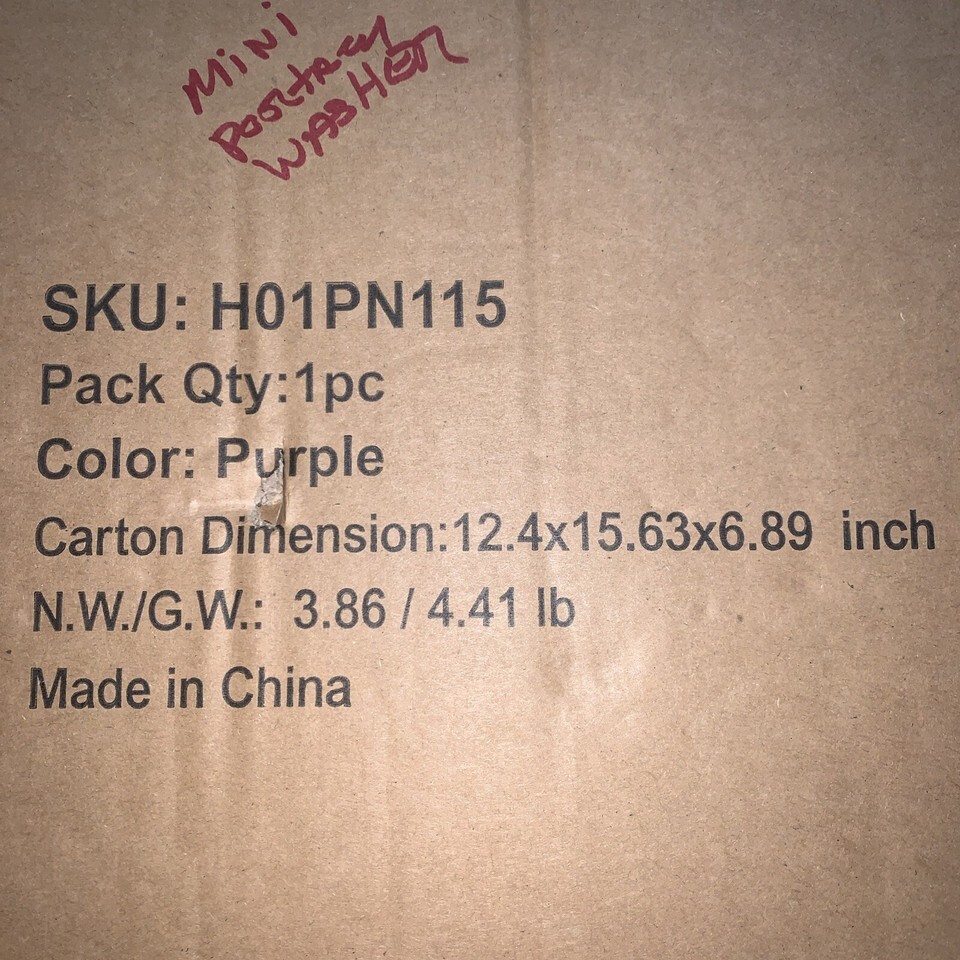 MINI
WASHER
SKU: H01PN115
Pack Qty:1pc
Color: Purple
Carton Dimension:12.4x15.63x6.89 inch
N.W./G.W.: 3.86 / 4.41 lb
Made in China